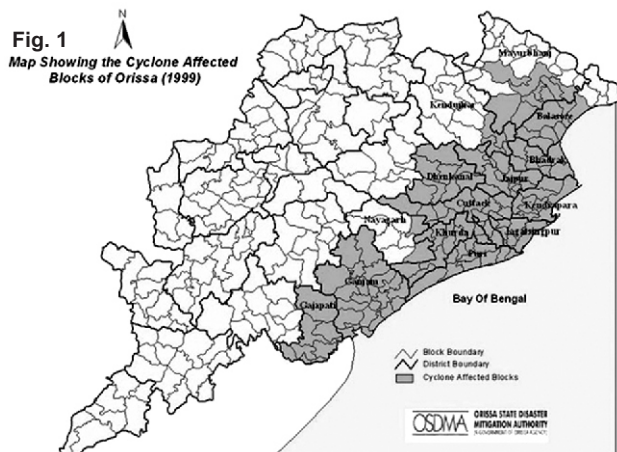 Fig. 1
N
Map Showing the Cyclone Affected
Blocks of Orissa (1999)
Mayurbhanj
Kendujhar
Balasore
Bhadrak
Dhenkanal
Jajpur
Cuttack
Kendrapara
Nayagarh
Khurda
Jagatsinghpur
Puri
Ganjam
Gajapati
Bay Of Bengal
Block Boundary
District Boundary
Cyclone Affected Blocks
OSDMA
ORISSA STATE DISASTER
MITIGATION AUTHORITY